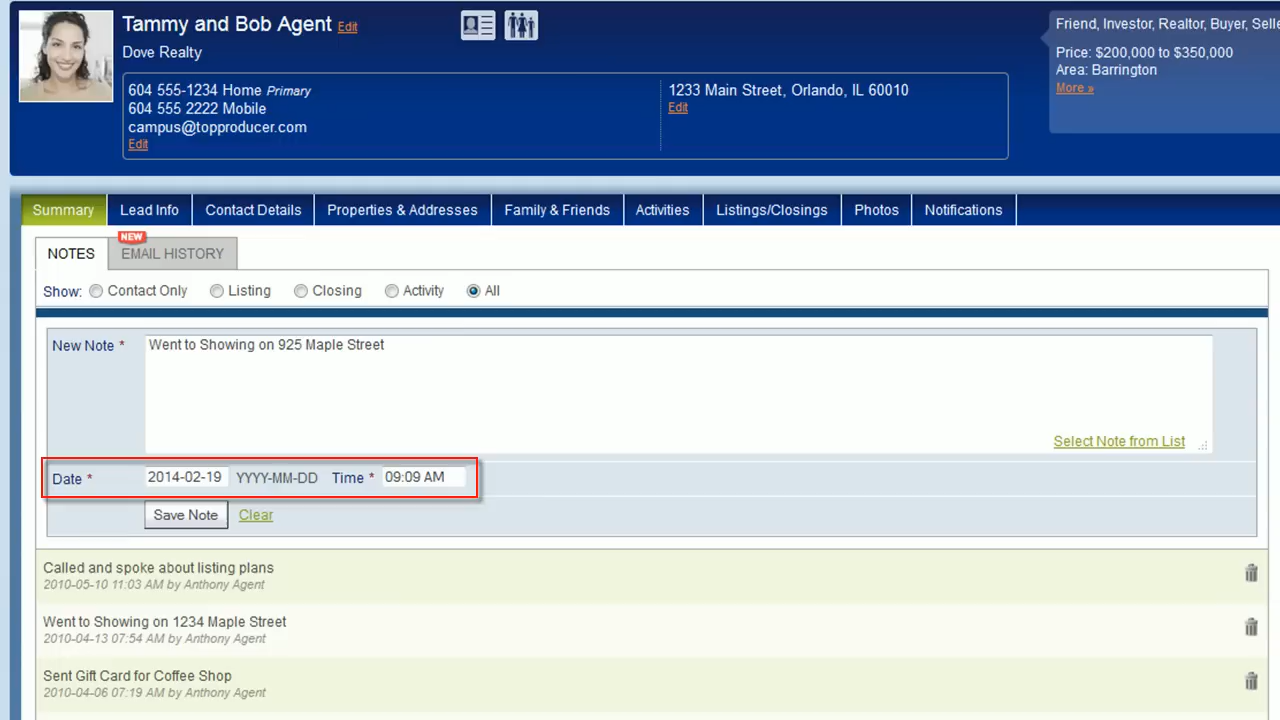 Tammy and Bob Agent Edit
Dove Realty
604 555-1234 Home Primary
604 555 2222 Mobile
campus@topproducer.com
Edit
1233 Main Street, Orlando, IL 60010
Edit
Friend, Investor, Realtor, Buyer, Selle
Price: $200,000 to $350,000
Area: Barrington
More »
Summary Lead Info Contact Details Properties & Addresses Family & Friends Activities Listings/Closings Photos Notifications
NEW
NOTES EMAIL HISTORY
Show: Contact Only Listing Closing Activity All
New Note * Went to Showing on 925 Maple Street
Select Note from List
Date * 2014-02-19 YYYY-MM-DD Time * 09:09 AM
Save Note Clear
Called and spoke about listing plans
2010-05-10 11:03 AM by Anthony Agent
Went to Showing on 1234 Maple Street
2010-04-13 07:54 AM by Anthony Agent
Sent Gift Card for Coffee Shop
2010-04-06 07:19 AM by Anthony Agent